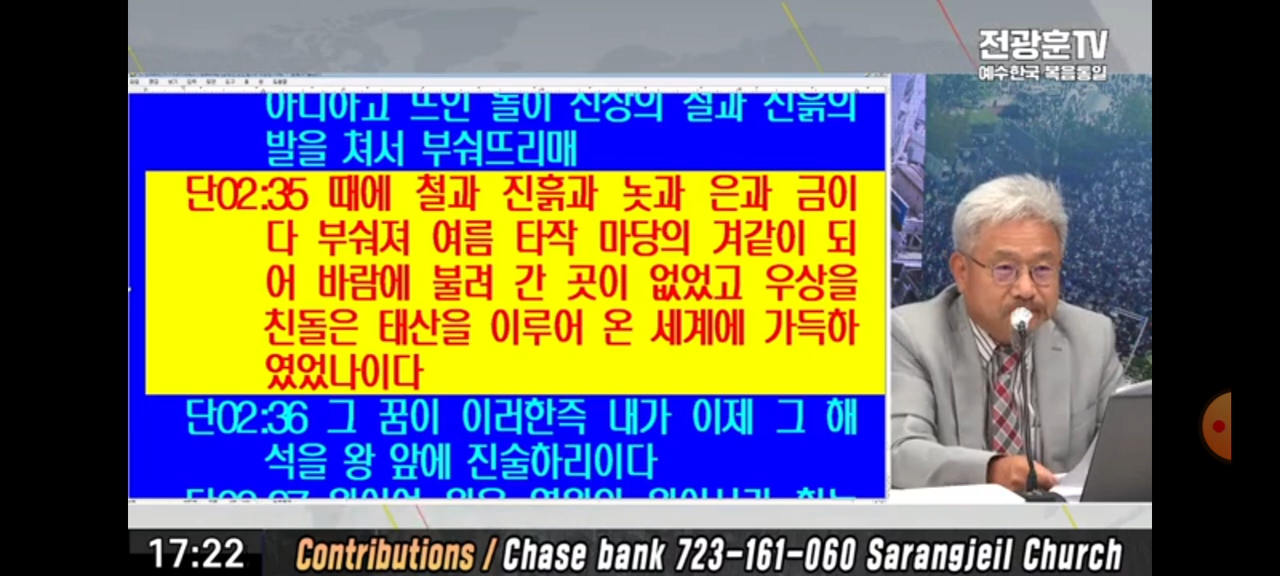 전광훈TV
예수한국 복음통일
발을 쳐서 부숴뜨리매
단02:35 때에 철과 진흙과 놋과 은과 금이
다 부숴져 여름 타작 마당의 겨같이 되
어 바람에 불려 간 곳이 없었고 우상을
친돌은 태산을 이루어 온 세계에 가득하
였었나이다
단02:36 그 꿈이 이러한즉 내가 이제 그 해
석을 왕 앞에 진술하리이다
17:22 Contributions / Chase bank 723-161-060 Sarangjeil Church